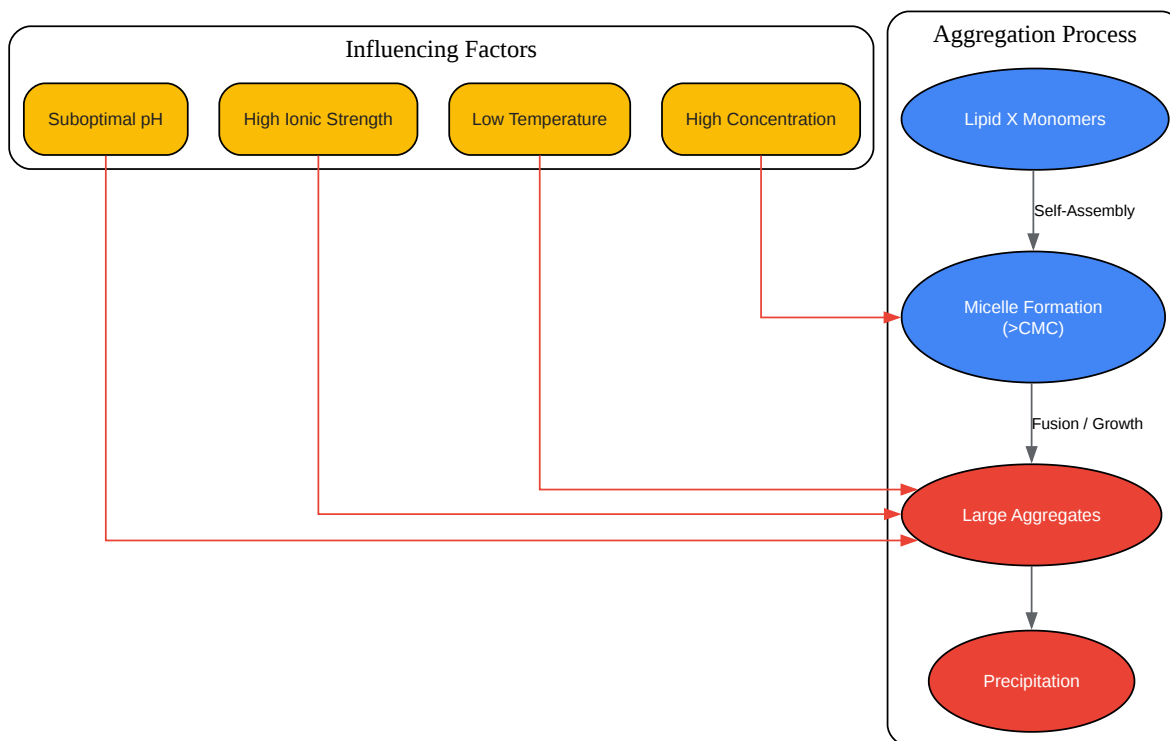 Influencing Factors
Suboptimal pH
High Ionic Strength
Low Temperature
High Concentration
Aggregation Process
Lipid X Monomers
Self-Assembly
Micelle Formation
(>CMC)
Fusion / Growth
Large Aggregates
Precipitation